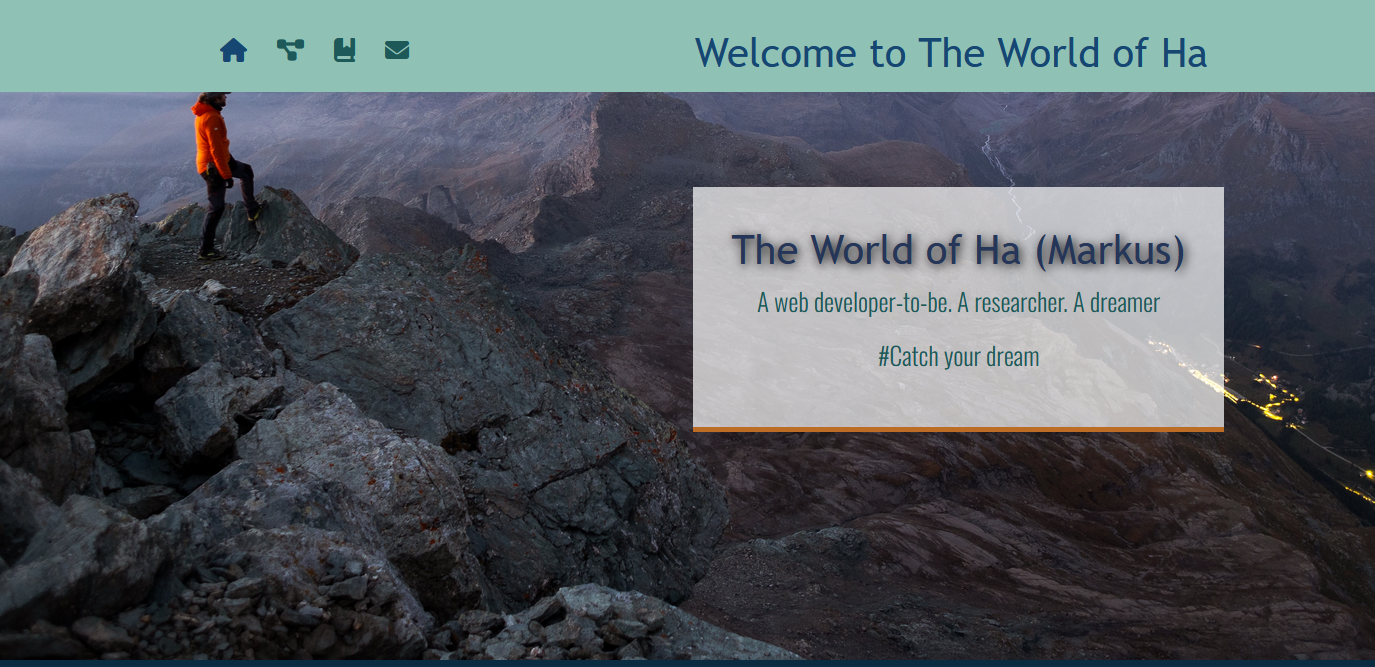 Welcome to The World of Ha
The World of Ha (Markus)
A web developer-to-be. A researcher. A dreamer
#Catch your dream